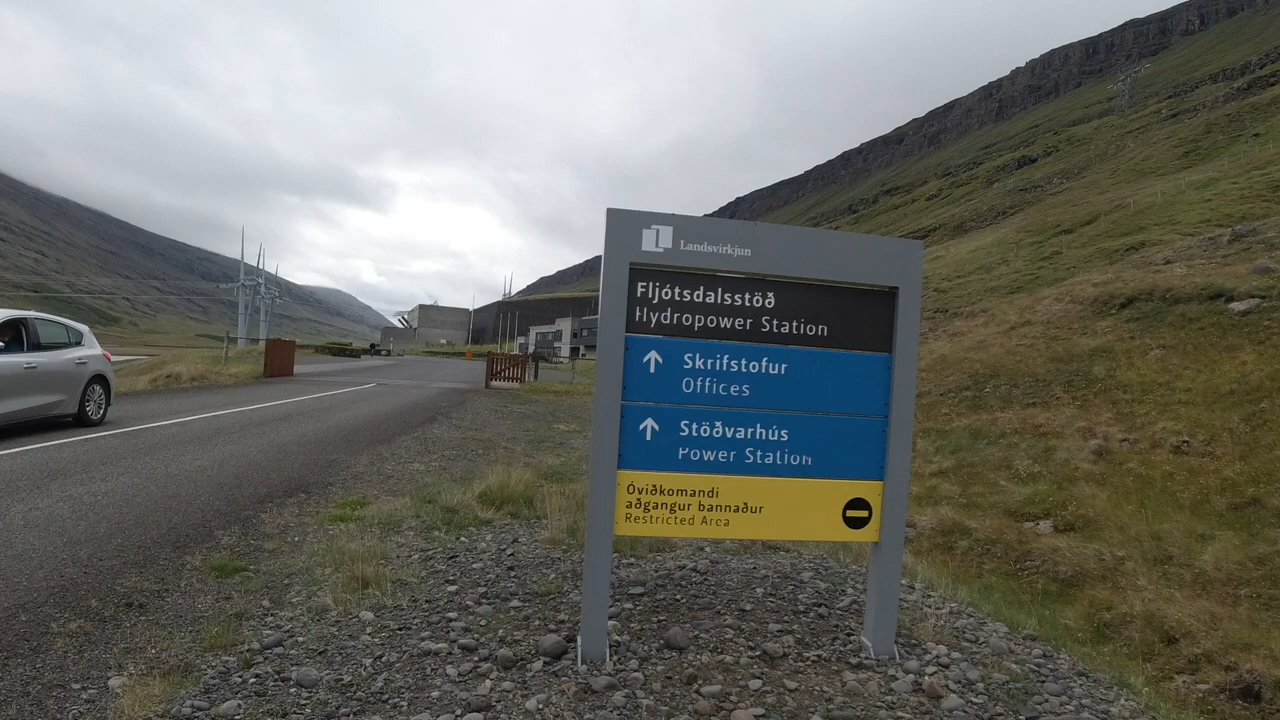 Landsvirkjun
Fljótsdalsstöð
Hydropower Station
Skrifstofur
Offices
Stöðvarhús
Power Station
Óviðkomandi
aðgangur bannaður
Restricted Area